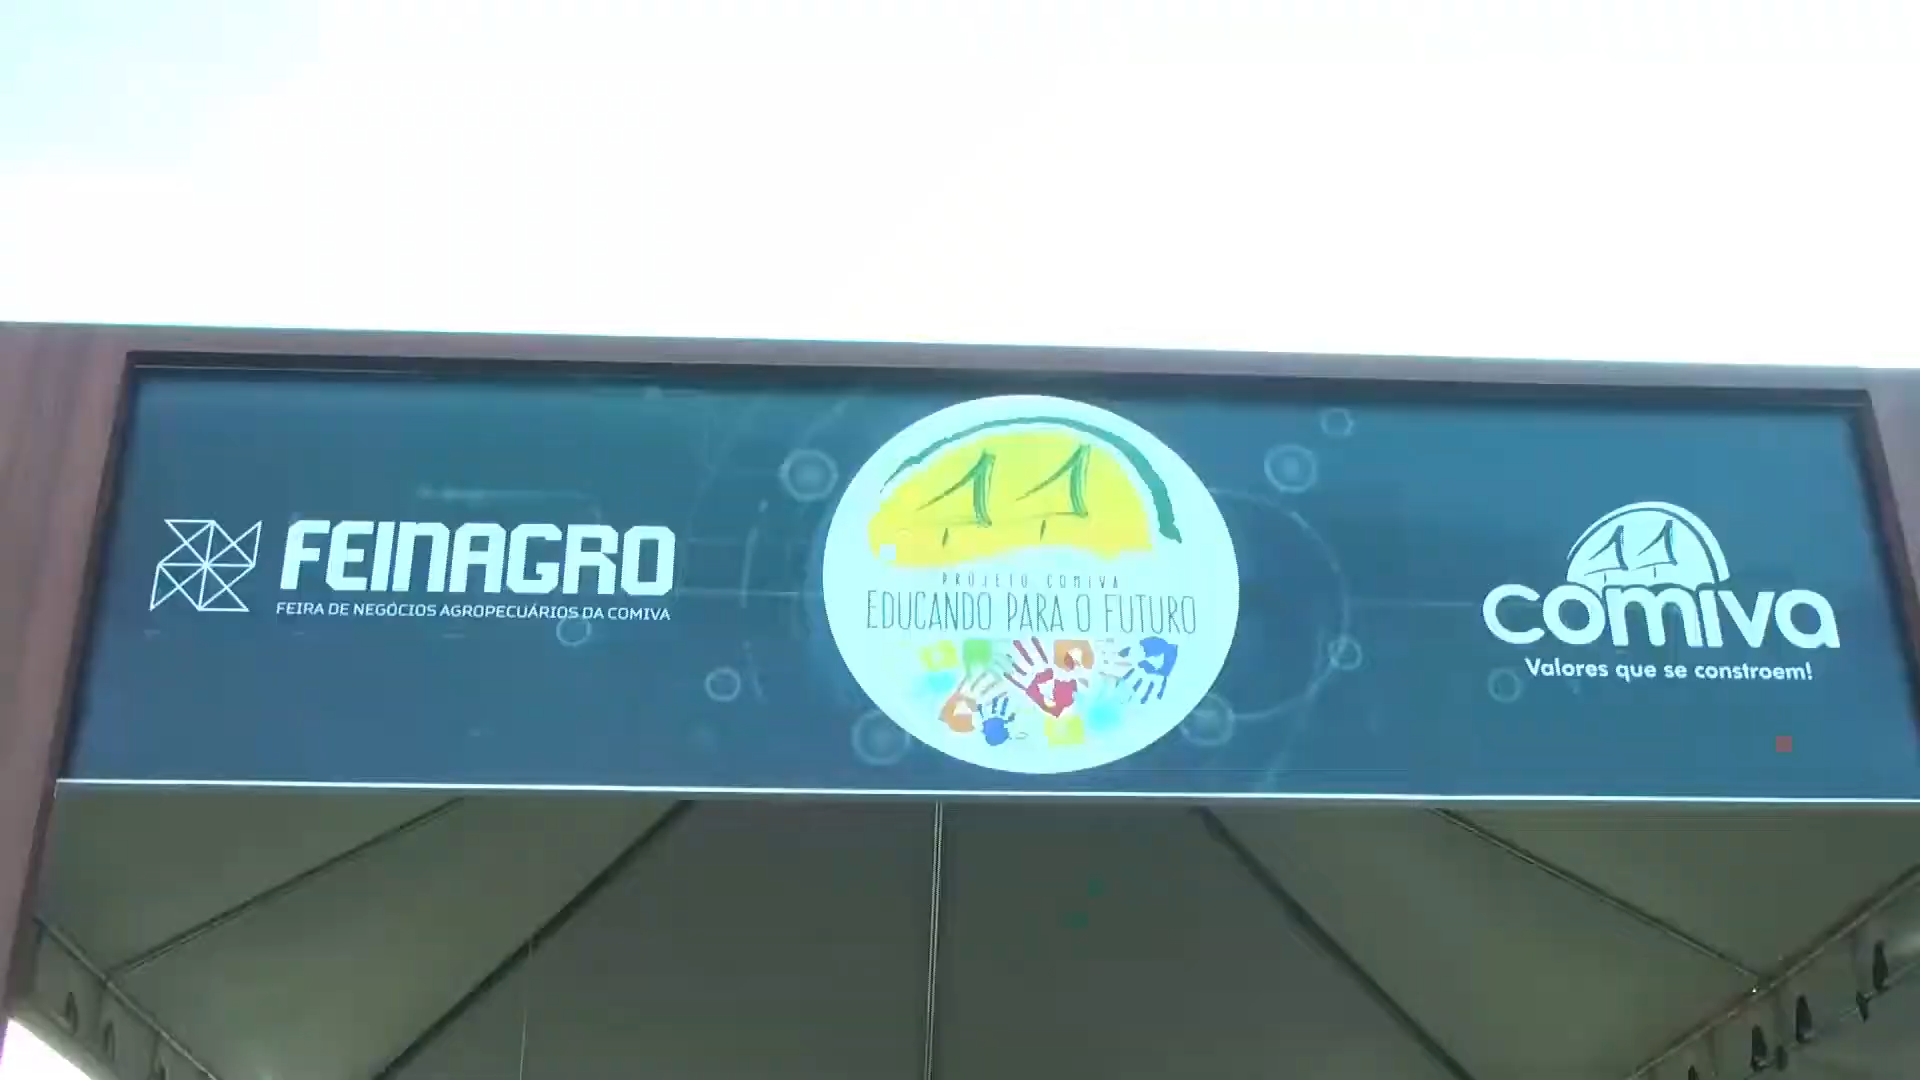 FEINAGRO
FEIRA DE NEGÓCIOS AGROPECUÁRIOS DA COMIVA
PROJETO COMIVA
EDUCANDO PARA O FUTURO
comiva
Valores que se constroem!